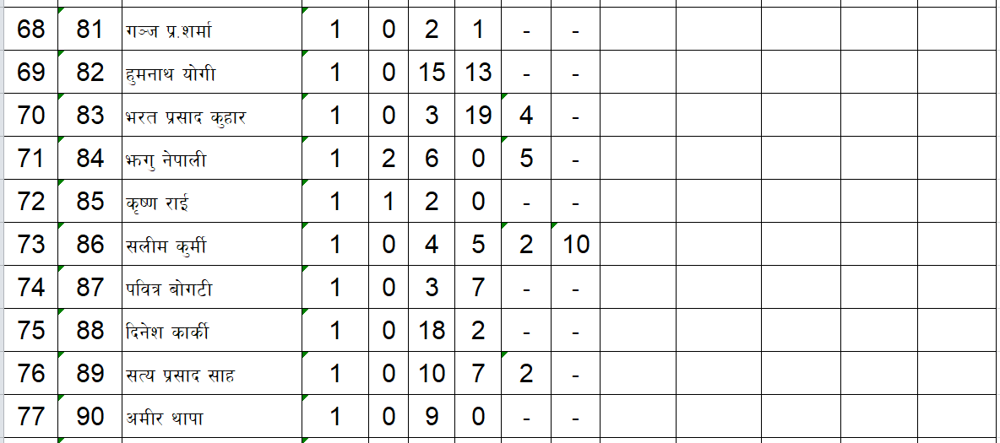 68 81 गञ्ज प्र.शर्मा 1 0 2 1 - -
69 82 हुमनाथ योगी 1 0 15 13 - -
70 83 भरत प्रसाद कुहार 1 0 3 19 4 -
71 84 झगु नेपाली 1 2 6 0 5 -
72 85 कृष्ण राई 1 1 2 0 - -
73 86 सलीम कुर्मी 1 0 4 5 2 10
74 87 पवित्र बोगटी 1 0 3 7 - -
75 88 दिनेश कार्की 1 0 18 2 - -
76 89 सत्य प्रसाद साह 1 0 10 7 2 -
77 90 अमीर थापा 1 0 9 0 - -